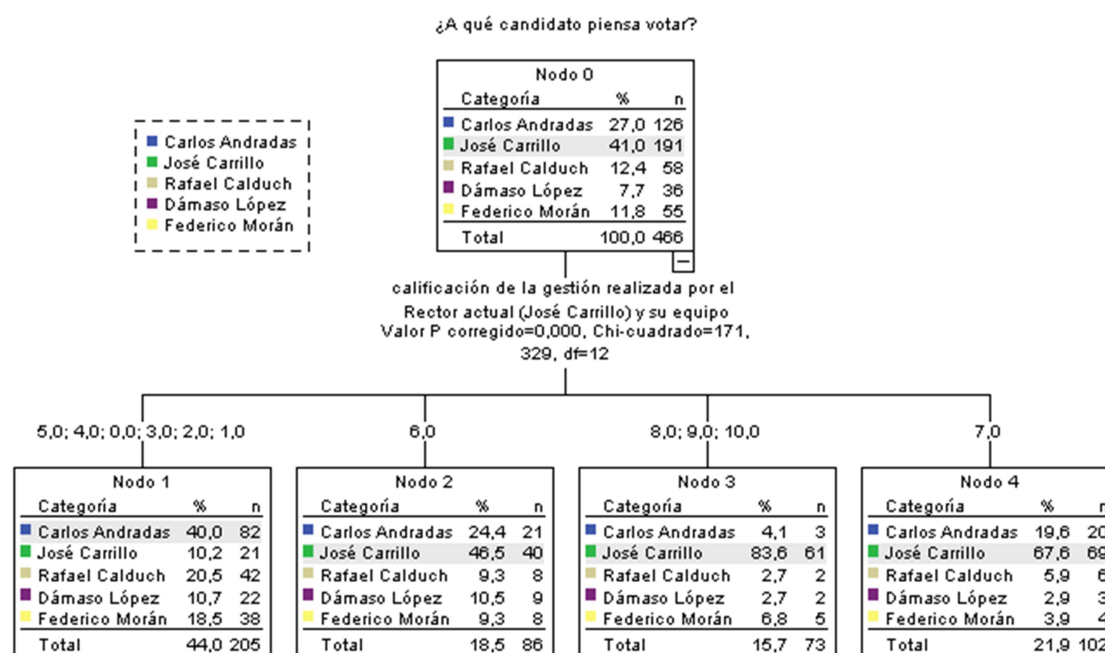 ¿A qué candidato piensa votar?
Nodo 0
Categoría % n
Carlos Andradas 27,0 126
José Carrillo 41,0 191
Rafael Calduch 12,4 58
Dámaso López 7,7 36
Federico Morán 11,8 55
Total 100,0 466
Carlos Andradas
José Carrillo
Rafael Calduch
Dámaso López
Federico Morán
calificación de la gestión realizada por el
Rector actual (José Carrillo) y su equipo
Valor P corregido=0,000, Chi-cuadrado=171,
329, df=12
5,0; 4,0; 0,0; 3,0; 2,0; 1,0
6,0
8,0; 9,0; 10,0
7,0
Nodo 1
Categoría % n
Carlos Andradas 40,0 82
José Carrillo 10,2 21
Rafael Calduch 20,5 42
Dámaso López 10,7 22
Federico Morán 18,5 38
Total 44,0 205
Nodo 2
Categoría % n
Carlos Andradas 24,4 21
José Carrillo 46,5 40
Rafael Calduch 9,3 8
Dámaso López 10,5 9
Federico Morán 9,3 8
Total 18,5 86
Nodo 3
Categoría % n
Carlos Andradas 4,1 3
José Carrillo 83,6 61
Rafael Calduch 2,7 2
Dámaso López 2,7 2
Federico Morán 6,8 5
Total 15,7 73
Nodo 4
Categoría % n
Carlos Andradas 19,6 20
José Carrillo 67,6 69
Rafael Calduch 5,9 6
Dámaso López 2,9 3
Federico Morán 3,9 4
Total 21,9 102